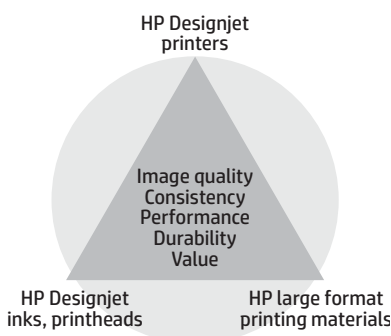 HP Designjet
printers
Image quality
Consistency
Performance
Durability
Value
HP Designjet
inks, printheads
HP large format
printing materials